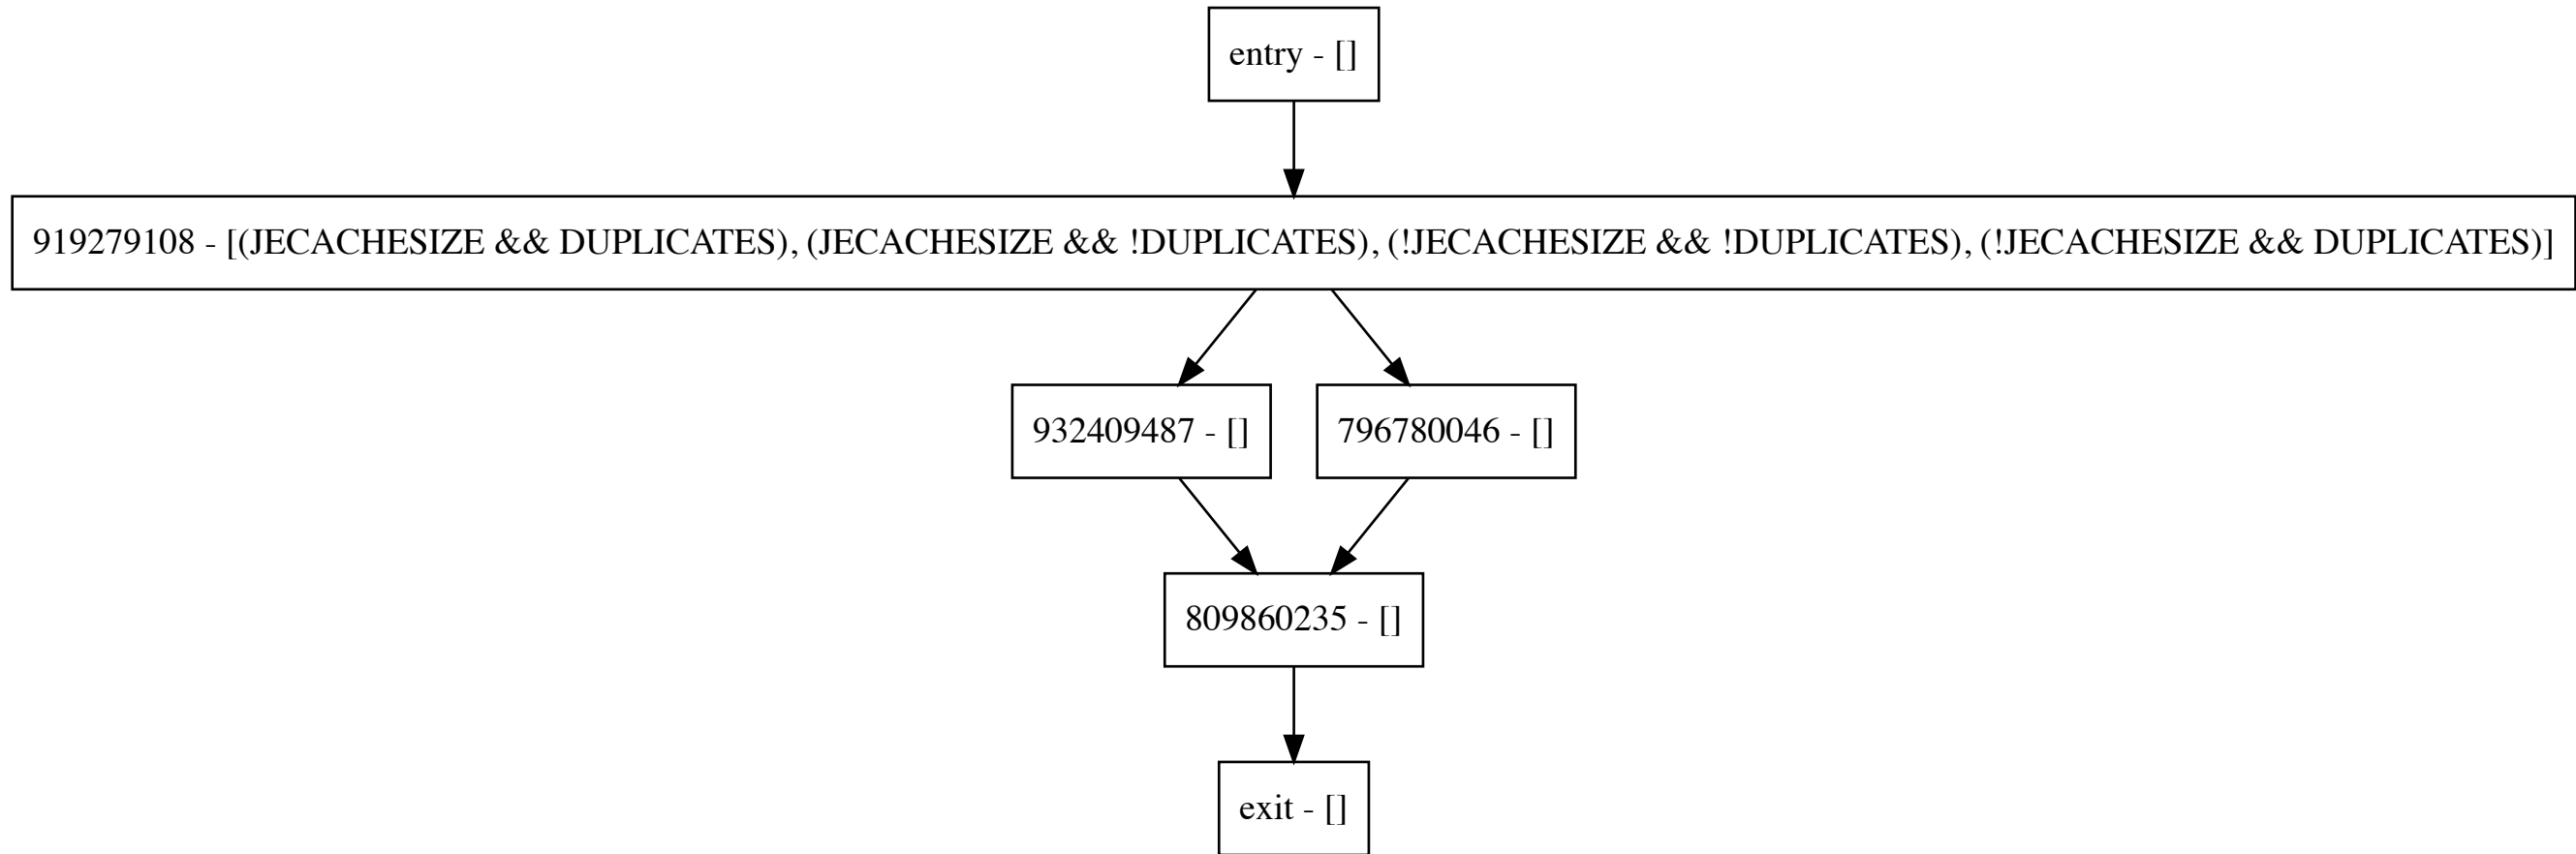 entry - []
919279108 - [(JECACHESIZE && DUPLICATES), (JECACHESIZE && !DUPLICATES), (!JECACHESIZE && !DUPLICATES), (!JECACHESIZE && DUPLICATES)]
932409487 - []
796780046 - []
809860235 - []
exit - []